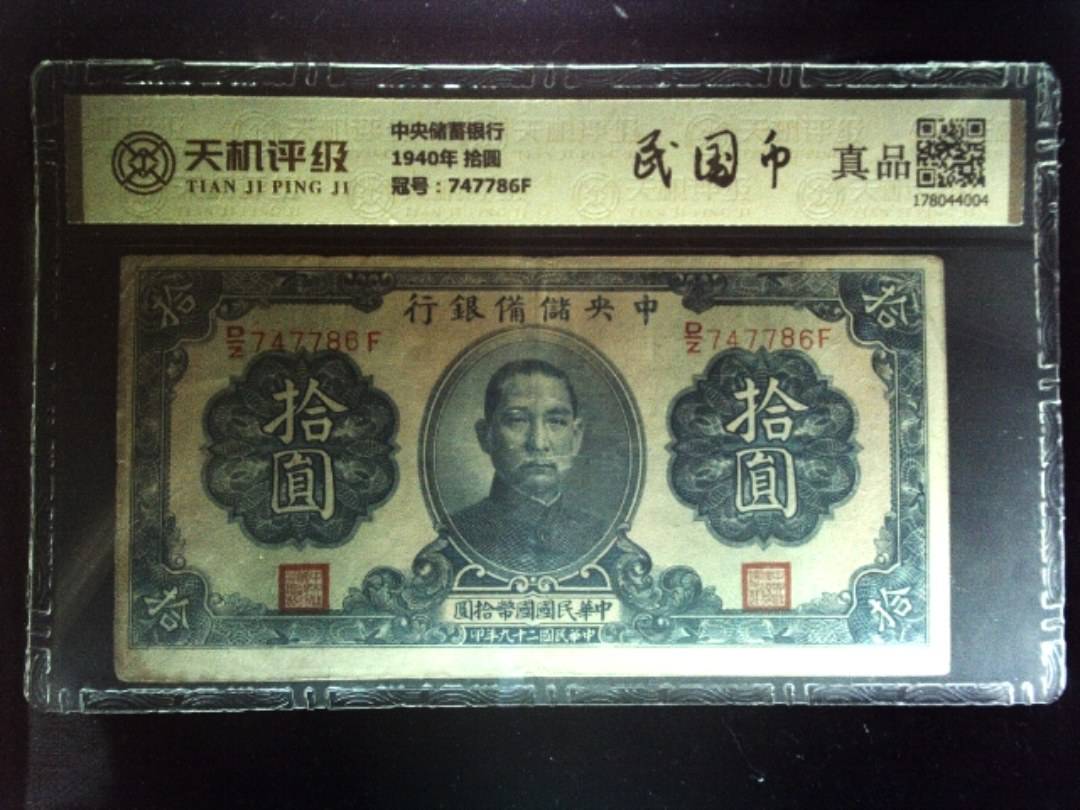 天机评级
TIAN JI PING JI
中央储蓄银行
1940年 拾圆
冠号：747786F
民国币
真品
178044004
中央儲備銀行
拾
拾
747786F
747786F
拾圓
拾圓
中華民國國幣拾圓
中華民國二十九年印
拾
拾